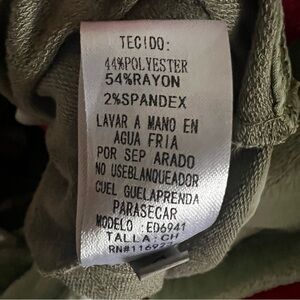 TECIDO:
44%POLYESTER
54%RAYON
2%SPANDEX
LAVAR A MANO EN
AGUA FRIA
POR SEP ARADO
NO USEBLANQUEADOR
CUEL GUELAPRENDA
PARASECAR
MODELO :ED6941
TALLA:CH